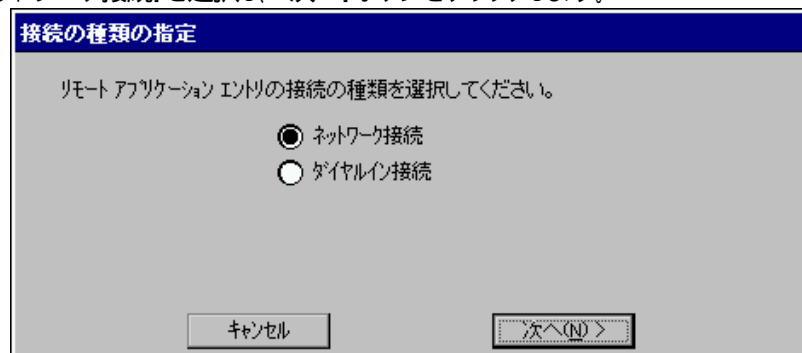 接続の種類の指定
リモート アプリケーション エントリの接続の種類を選択してください。
ネットワーク接続
ダイヤルイン接続
キャンセル 次へ(N) >